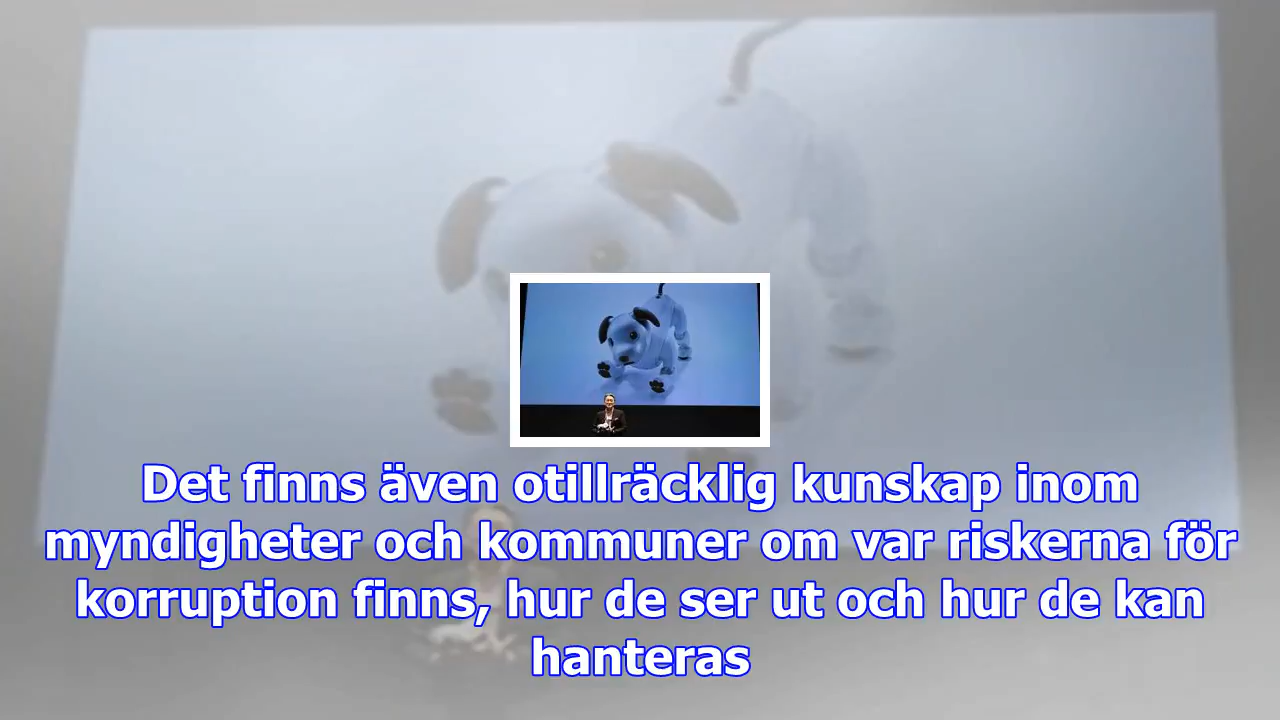 Det finns även otillräcklig kunskap inom
myndigheter och kommuner om var riskerna för
korruption finns, hur de ser ut och hur de kan
hanteras